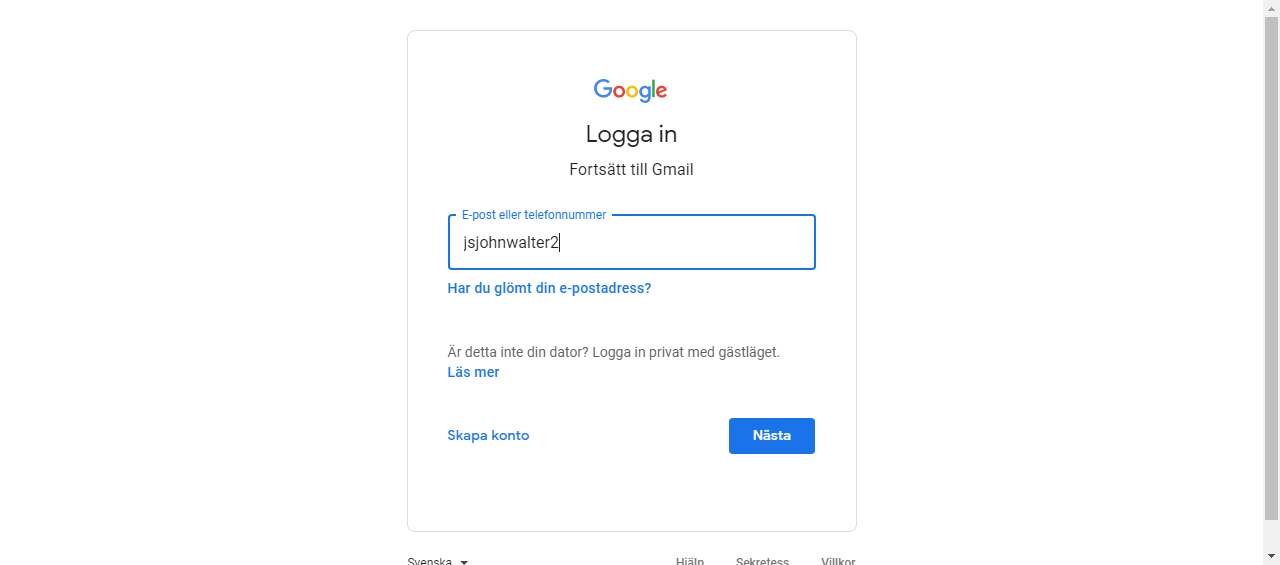 Google
Logga in
Fortsätt till Gmail
E-post eller telefonnummer
jsjohnwalter2
Har du glömt din e-postadress?
Är detta inte din dator? Logga in privat med gästläget.
Läs mer
Skapa konto Nästa
Svenska Hjälp Sekretess Villkor